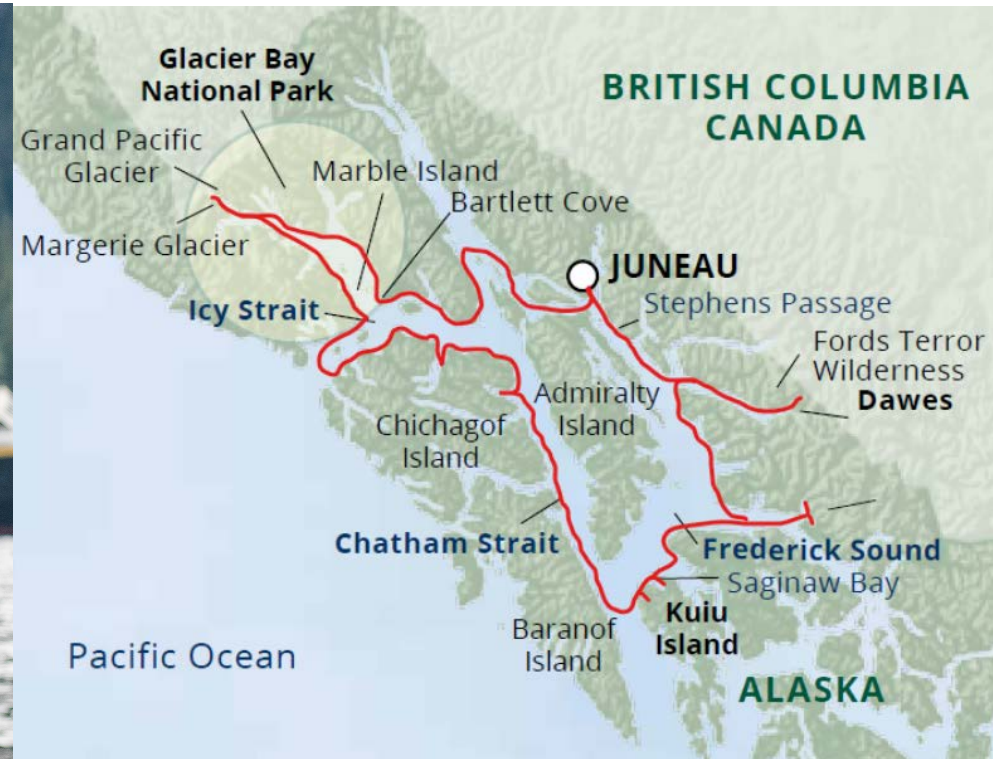 Glacier Bay
National Park
BRITISH COLUMBIA
CANADA
Grand Pacific
Glacier
Marble Island
Bartlett Cove
Margerie Glacier
JUNEAU
Icy Strait
Stephens Passage
Fords Terror
Wilderness
Dawes
Admiralty
Island
Chichagof
Island
Chatham Strait
Frederick Sound
Saginaw Bay
Kuiu
Island
Baranof
Island
Pacific Ocean
ALASKA